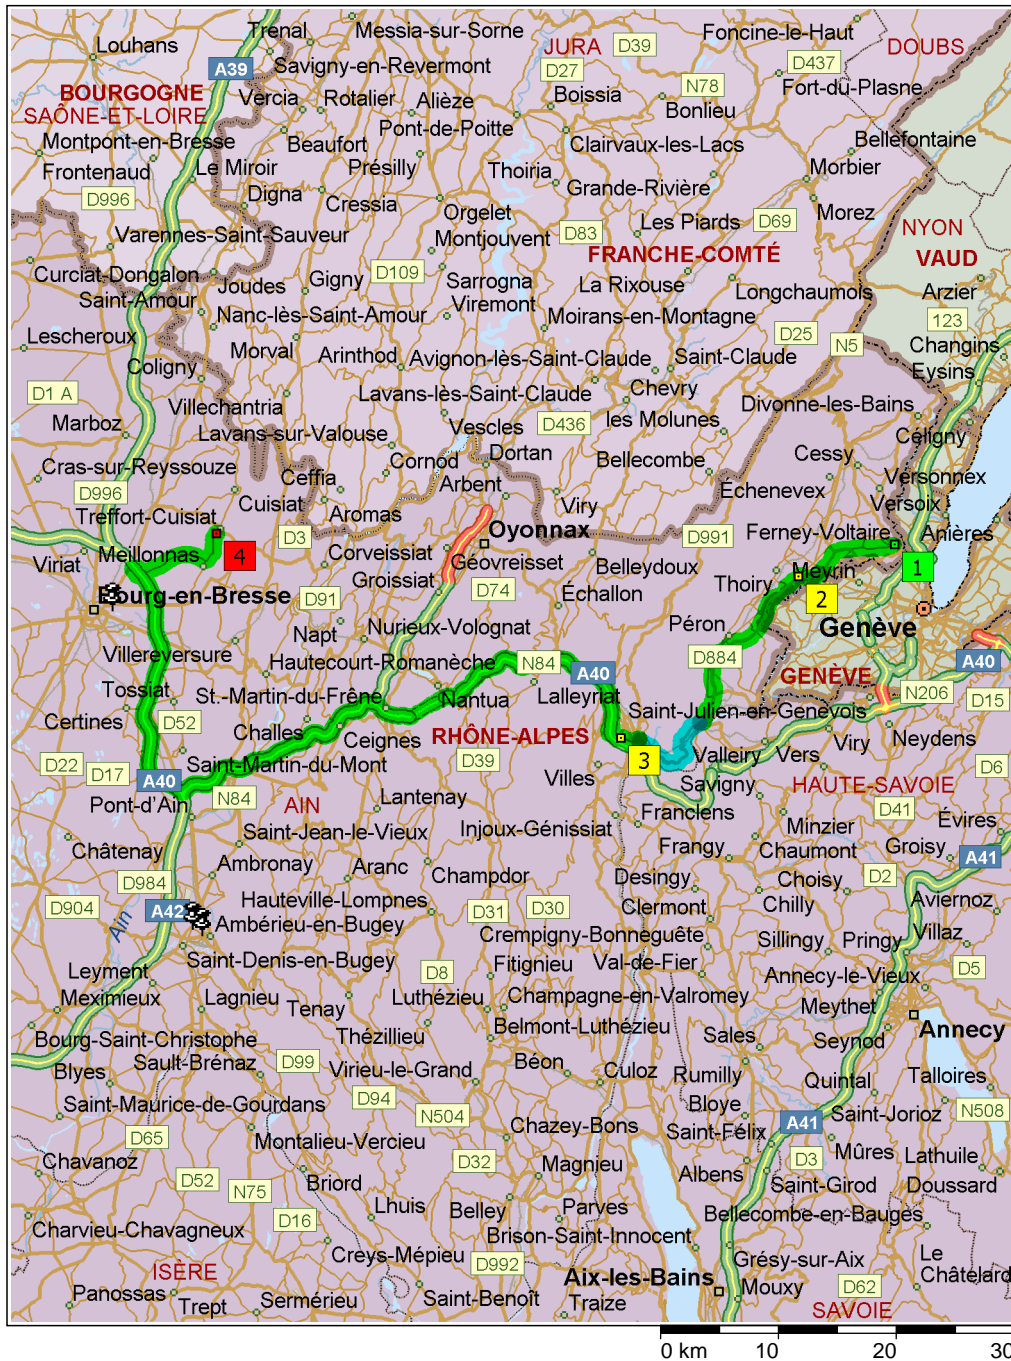 Trenal
Messia-sur-Sorne
Foncine-le-Haut
Louhans
JURA
D39
DOUBS
A39
Savigny-en-Revermont
D27
D437
N78
Fort-du-Plasne
BOURGOGNE
Vercia
Rotalier
Alièze
Boissia
Bonlieu
SAÔNE-ET-LOIRE
Pont-de-Poitte
Montpont-en-Bresse
Beaufort
Clairvaux-les-Lacs
Bellefontaine
Frontenaud
Le Miroir
Présilly
Thoiria
Morbier
D996
Digna
Cressia
Grande-Rivière
Orgelet
Les Piards
D69
Morez
Varennes-Saint-Sauveur
Montjouvent
D83
NYON
FRANCHE-COMTÉ
VAUD
Curciat-Dongalon
Joudes
Gigny
D109
Sarrogna
La Rixouse
Longchaumois
Arzier
Saint-Amour
Viremont
Nanc-lès-Saint-Amour
Moirans-en-Montagne
123
Lescheroux
D25
N5
Changins
Morval
Arinthod
Avignon-lès-Saint-Claude
Saint-Claude
Eysins
Coligny
D1 A
Villechantria
Lavans-lès-Saint-Claude
Chevry
Divonne-les-Bains
Marboz
Lavans-sur-Valouse
Vescles
D436
les Molunes
Céligny
Cras-sur-Reyssouze
Cornod
Dortan
Bellecombe
Cessy
Versonnex
D996
Ceffia
Arbent
Echenevex
Versoix
Cuisiat
Viry
Treffort-Cuisiat
Aromas
Oyonnax
D991
Ferney-Voltaire
Anières
D3
4
Viriat
Meillonnas
Corveissiat
Géovreisset
Belleydoux
Meyrin
1
Groissiat
D74
Thoiry
2
Bourg-en-Bresse
D91
Échallon
Péron
Genève
Napt
Nurieux-Volognat
Villereversure
Hautecourt-Romanèche
N84
A40
D884
GENÈVE
A40
Tossiat
St.-Martin-du-Frêne
Nantua
Lalleyriat
N206
D15
Certines
D52
Challes
Saint-Julien-en-Genevois
Ceignes
RHÔNE-ALPES
Viry
Neydens
D22
D17
Saint-Martin-du-Mont
D39
3
Valleiry
Vers
D6
A40
Villes
Savigny
HAUTE-SAVOIE
Pont-d'Ain
N84
AIN
Lantenay
Franclens
D41
Saint-Jean-le-Vieux
Injoux-Génissiat
Minzier
Évires
Châtenay
Ambronay
Aranc
Frangy
Chaumont
Groisy
A41
D984
Champdor
Desingy
Choisy
D2
D904
A42
Hauteville-Lompnes
D31
D30
Clermont
Chilly
Aviernoz
Ain
Ambérieu-en-Bugey
Crempigny-Bonneguête
Sillingy
Pringy
Villaz
Saint-Denis-en-Bugey
D8
Fitignieu
Val-de-Fier
D5
Leyment
Annecy-le-Vieux
Meximieux
Lagnieu
Tenay
Luthézieu
Champagne-en-Valromey
Meythet
Bourg-Saint-Christophe
Thézillieu
Belmont-Luthézieu
Sales
Annecy
Sault-Brénaz
D99
Virieu-le-Grand
Béon
Culoz
Rumilly
Seynod
Blyes
Quintal
Talloires
Saint-Maurice-de-Gourdans
D94
N504
Bloye
Saint-Jorioz
N508
D65
Montalieu-Vercieu
Chazey-Bons
Saint-Félix
A41
Chavanoz
D32
Magnieu
Albens
D3
Mûres
Lathuile
D52
N75
Briord
Saint-Girod
Doussard
Lhuis
Belley
Parves
Bellecombe-en-Bauges
Charvieu-Chavagneux
D16
Brison-Saint-Innocent
Creys-Mépieu
D992
Grésy-sur-Aix
Le
Châtelard
ISÈRE
Aix-les-Bains
Mouxy
D62
Panossas
Trept
Sermérieu
Saint-Benoît
Traize
SAVOIE
0 km
10
20
30